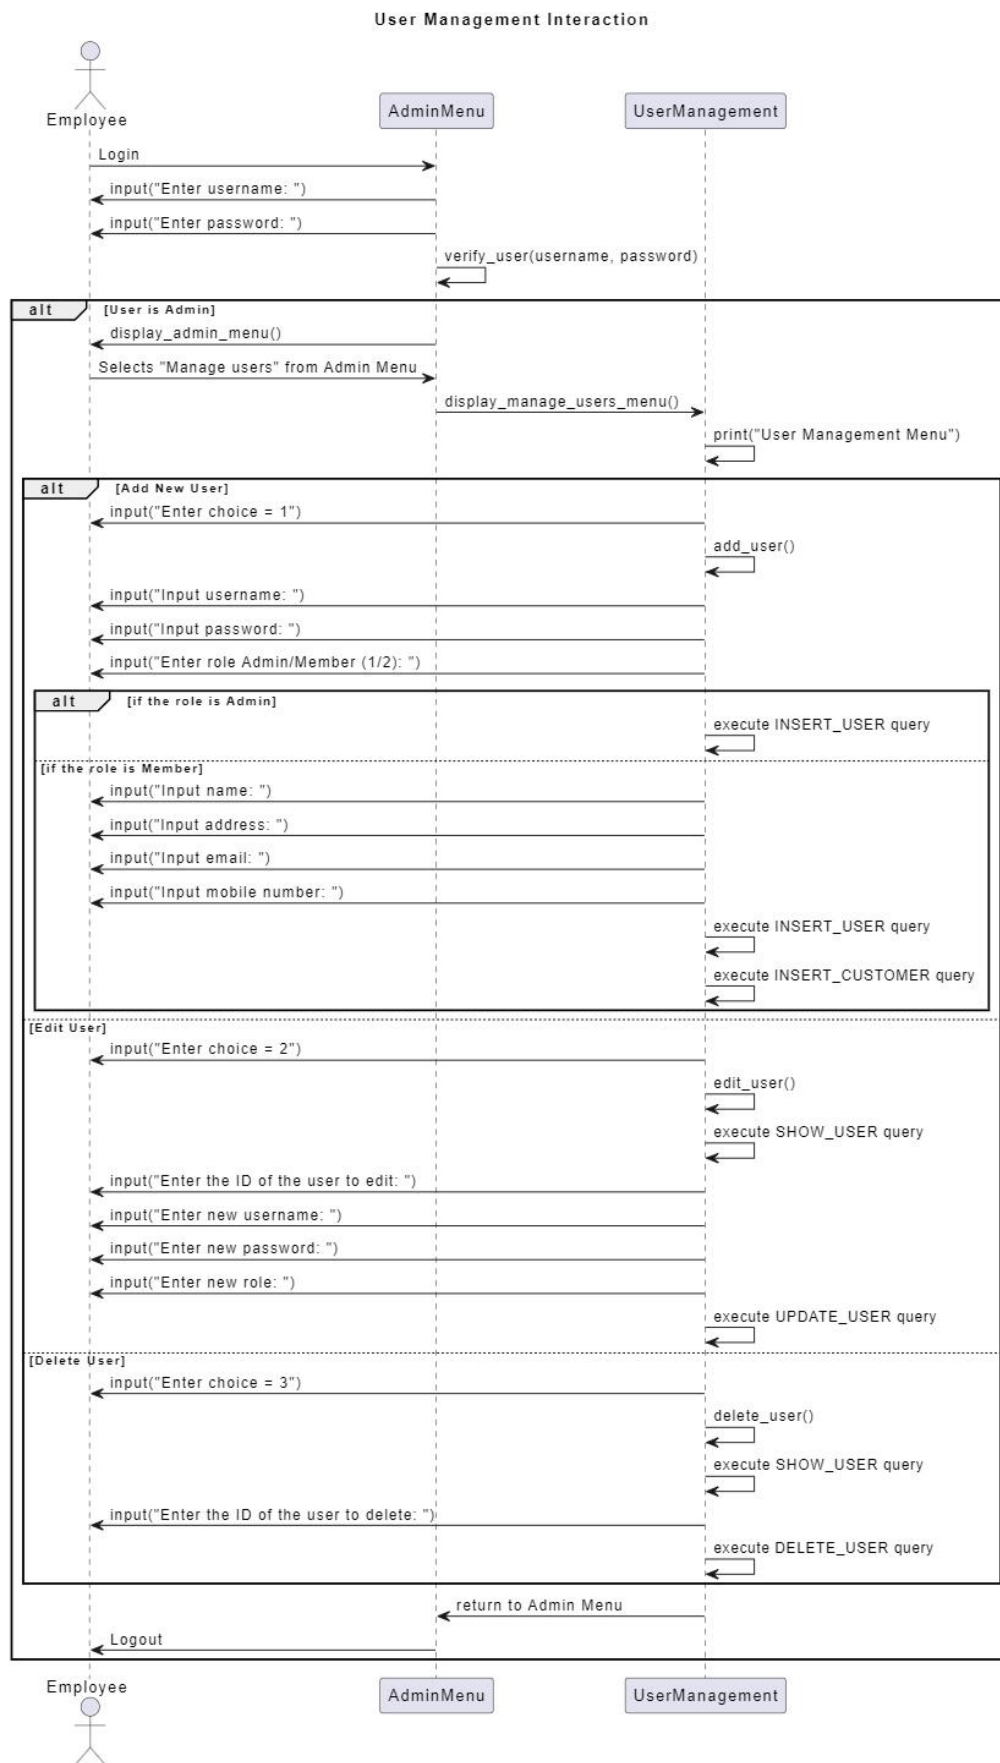 User Management Interaction
Employee
AdminMenu
UserManagement
Login
input("Enter username: ")
input("Enter password: ")
verify_user(username, password)
alt
[User is Admin]
display_admin_menu()
Selects "Manage users" from Admin Menu
display_manage_users_menu()
print("User Management Menu")
alt
[Add New User]
input("Enter choice = 1")
add_user()
input("Input username: ")
input("Input password: ")
input("Enter role Admin/Member (1/2): ")
alt
[if the role is Admin]
execute INSERT_USER query
[if the role is Member]
input("Input name: ")
input("Input address: ")
input("Input email: ")
input("Input mobile number: ")
execute INSERT_USER query
execute INSERT_CUSTOMER query
[Edit User]
input("Enter choice = 2")
edit_user()
execute SHOW_USER query
input("Enter the ID of the user to edit: ")
input("Enter new username: ")
input("Enter new password: ")
input("Enter new role: ")
execute UPDATE_USER query
[Delete User]
input("Enter choice = 3")
delete_user()
execute SHOW_USER query
input("Enter the ID of the user to delete: ")
execute DELETE_USER query
return to Admin Menu
Logout
Employee
AdminMenu
UserManagement